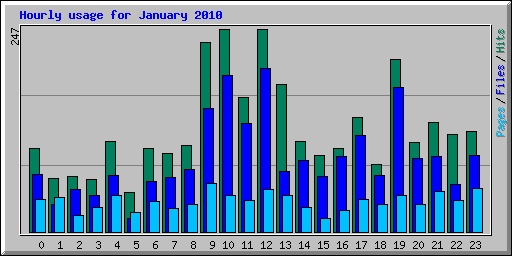 Hourly usage for January 2010
247
Pages / Files / Hits
0 1 2 3 4 5 6 7 8 9 10 11 12 13 14 15 16 17 18 19 20 21 22 23